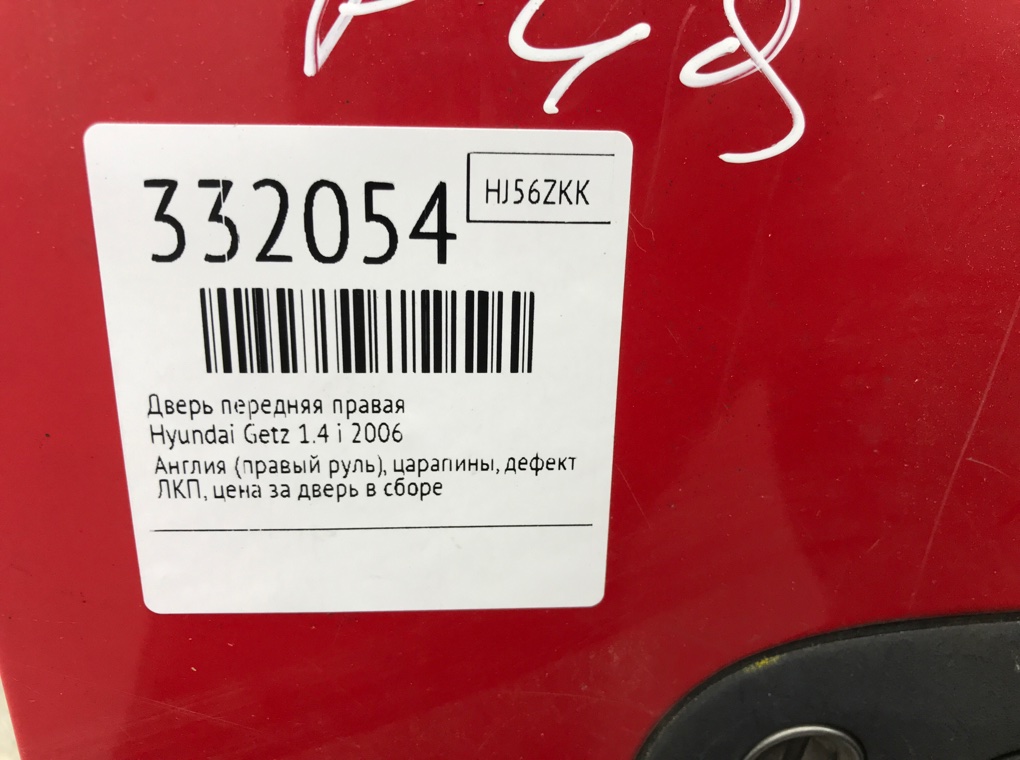 332054
HJ56ZKK
Дверь передняя правая
Hyundai Getz 1.4 i 2006
Англия (правый руль), царапины, дефект
ЛКП, цена за дверь в сборе